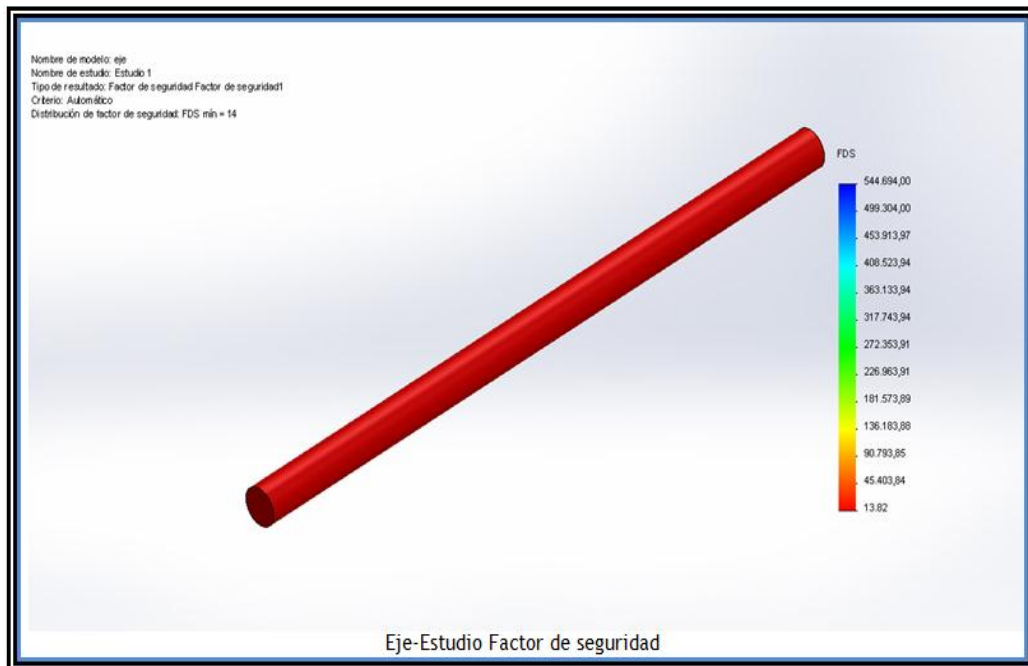 Nombre de modelo: eje
Nombre de estudio: Estudio 1
Tipo de resultado: Factor de seguridad Factor de seguridad1
Criterio: Automático
Distribución de factor de seguridad: FDS mín = 14
FDS
544.694,00
499.304,00
453.913,97
408.523,94
363.133,94
317.743,94
272.353,91
226.963,91
181.573,89
136.183,88
90.793,85
45.403,84
13.82
Eje-Estudio Factor de seguridad